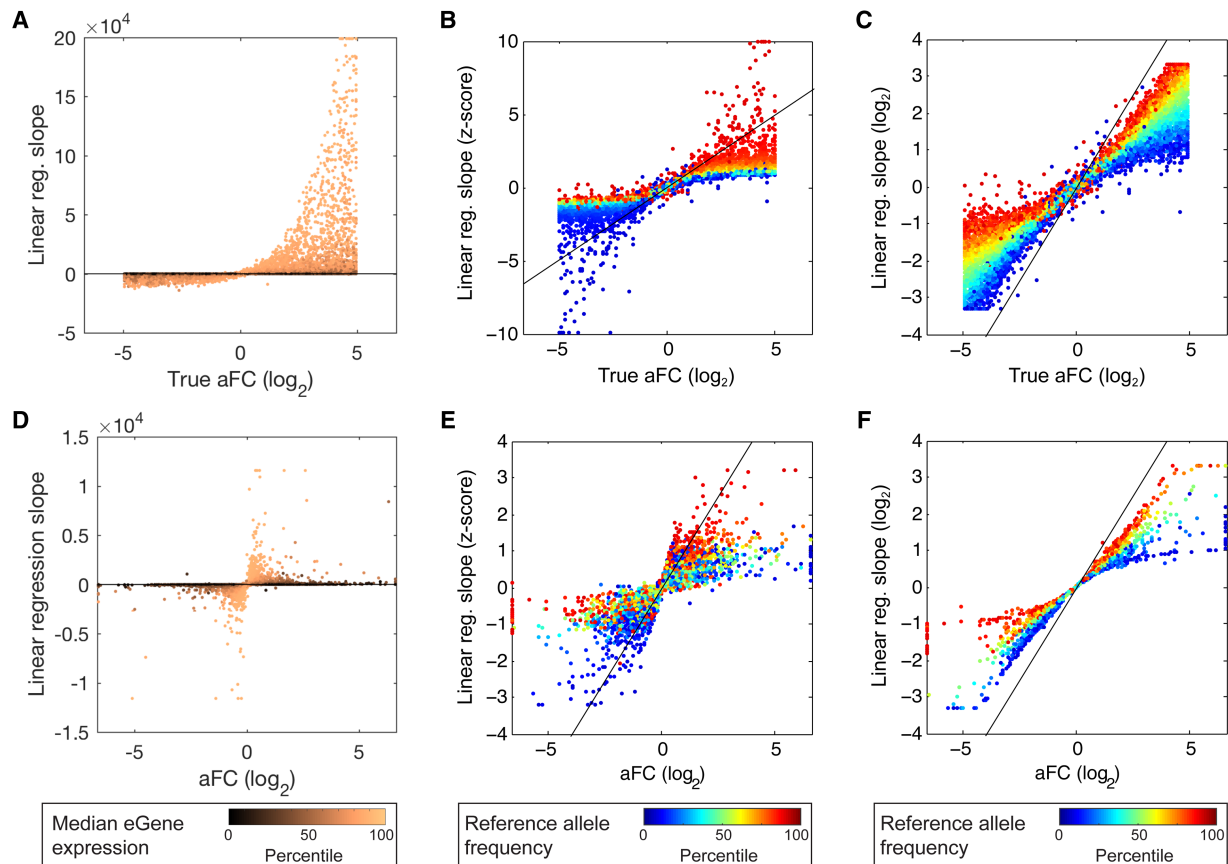 A
×10⁴
20
15
10
5
0
-5
Linear reg. slope
-5
0
5
True aFC (log₂)
B
10
5
0
−5
−10
Linear reg. slope (z-score)
−5
0
5
True aFC (log₂)
C
4
3
2
1
0
−1
−2
−3
−4
Linear reg. slope (log₂)
−5
0
5
True aFC (log₂)
D
×10⁴
1.5
1
0.5
0
-0.5
-1
-1.5
Linear regression slope
-5
0
5
aFC (log₂)
E
4
3
2
1
0
−1
−2
−3
−4
Linear reg. slope (z-score)
−5
0
5
aFC (log₂)
F
4
3
2
1
0
−1
−2
−3
−4
Linear reg. slope (log₂)
−5
0
5
aFC (log₂)
Median eGene
expression
0
50
100
Percentile
Reference allele
frequency
0
50
100
Percentile
Reference allele
frequency
0
50
100
Percentile